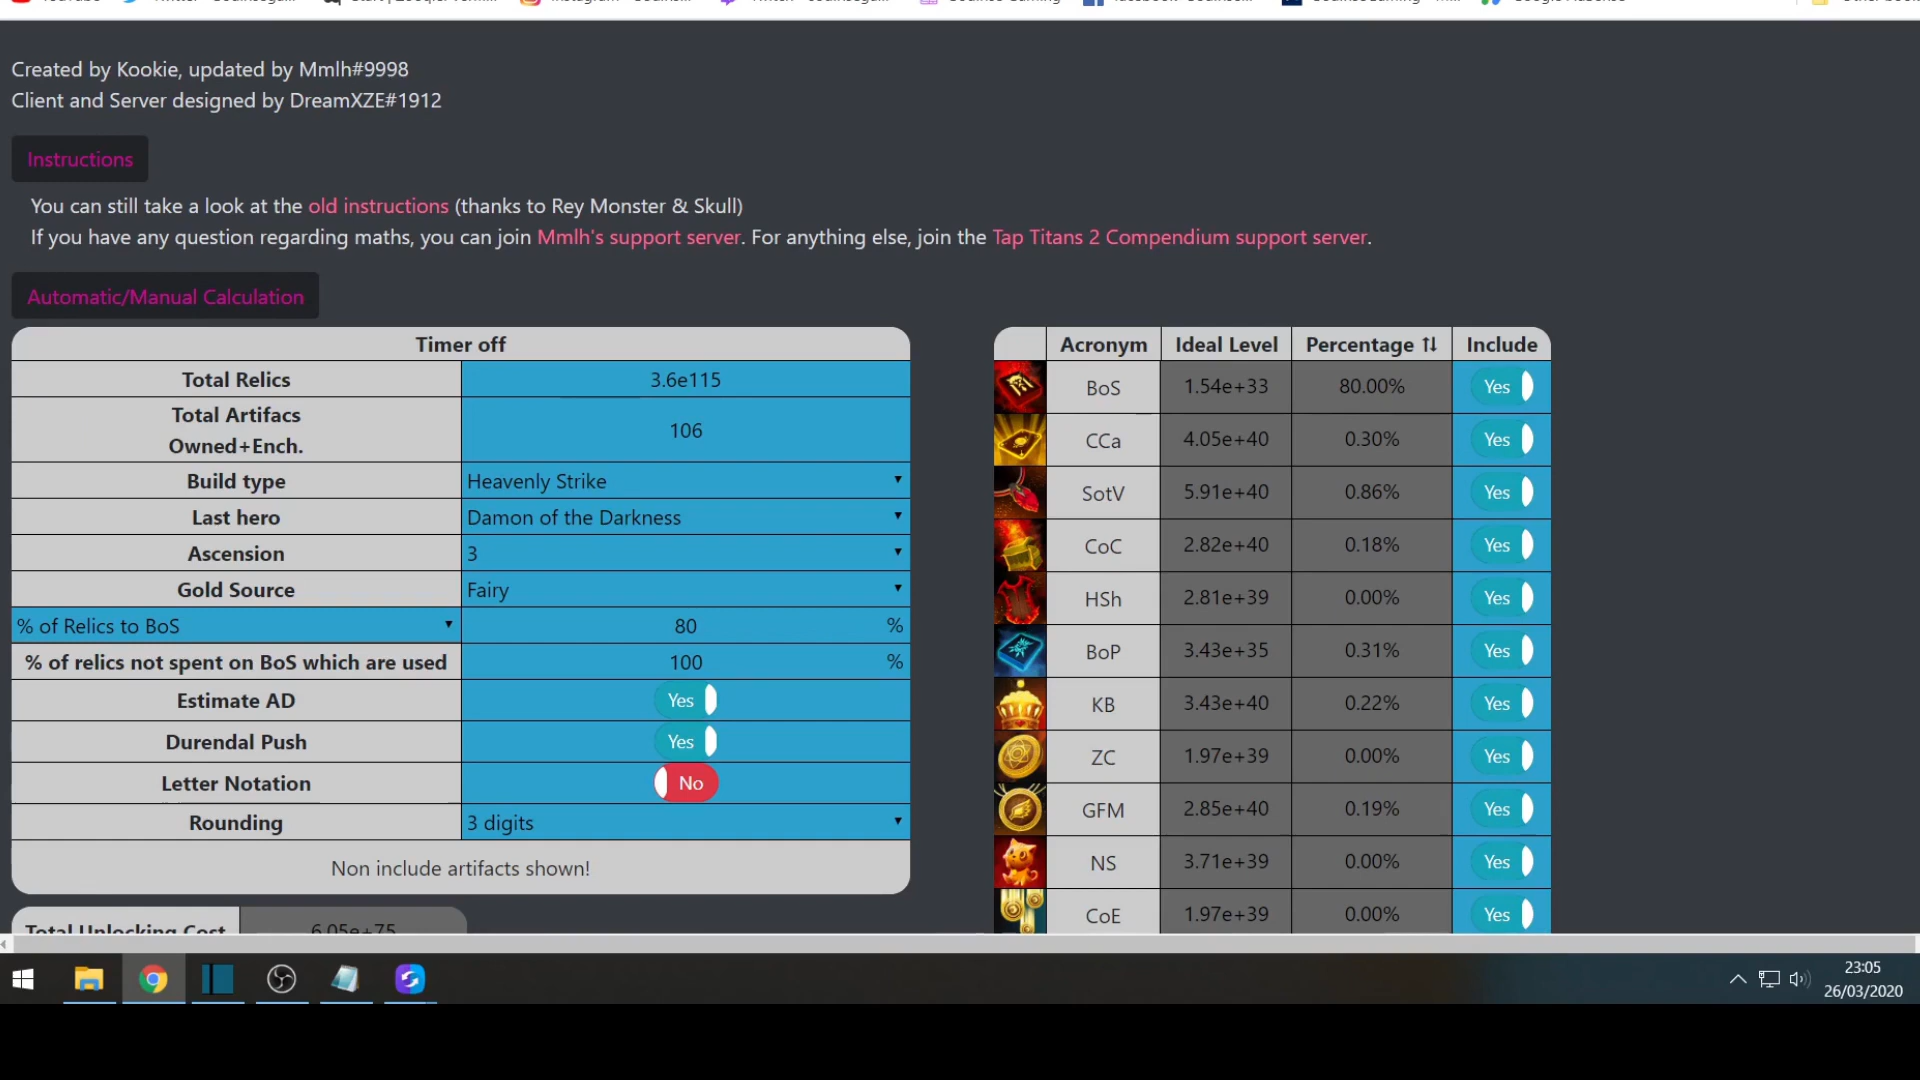 Created by Kookie, updated by Mmlh#9998
Client and Server designed by DreamXZE#1912
Instructions
You can still take a look at the old instructions (thanks to Rey Monster & Skull)
If you have any question regarding maths, you can join Mmlh's support server. For anything else, join the Tap Titans 2 Compendium support server.
Automatic/Manual Calculation
Timer off
Total Relics 3.6e115
Total Artifacs
Owned+Ench. 106
Build type Heavenly Strike
Last hero Damon of the Darkness
Ascension 3
Gold Source Fairy
% of Relics to BoS 80 %
% of relics not spent on BoS which are used 100 %
Estimate AD Yes
Durendal Push Yes
Letter Notation No
Rounding 3 digits
Non include artifacts shown!
Total Unlocking Cost 6.05e+75
Acronym Ideal Level Percentage ↑↓ Include
BoS 1.54e+33 80.00% Yes
CCa 4.05e+40 0.30% Yes
SotV 5.91e+40 0.86% Yes
CoC 2.82e+40 0.18% Yes
HSh 2.81e+39 0.00% Yes
BoP 3.43e+35 0.31% Yes
KB 3.43e+40 0.22% Yes
ZC 1.97e+39 0.00% Yes
GFM 2.85e+40 0.19% Yes
NS 3.71e+39 0.00% Yes
CoE 1.97e+39 0.00% Yes
23:05
26/03/2020